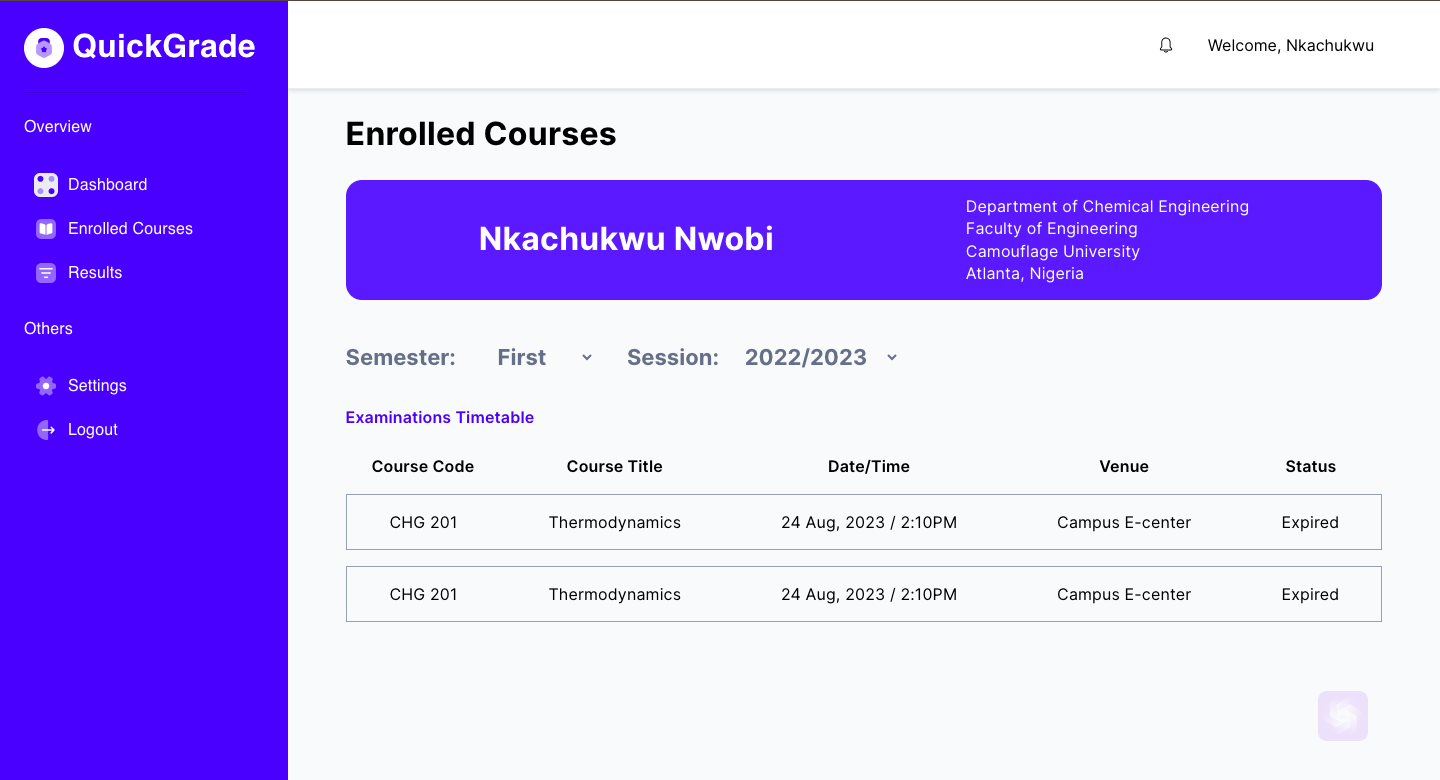 QuickGrade
Welcome, Nkachukwu
Overview
Dashboard
Enrolled Courses
Results
Others
Settings
Logout
Enrolled Courses
Nkachukwu Nwobi
Department of Chemical Engineering
Faculty of Engineering
Camouflage University
Atlanta, Nigeria
Semester: First Session: 2022/2023
Examinations Timetable
Course Code Course Title Date/Time Venue Status
CHG 201 Thermodynamics 24 Aug, 2023 / 2:10PM Campus E-center Expired
CHG 201 Thermodynamics 24 Aug, 2023 / 2:10PM Campus E-center Expired